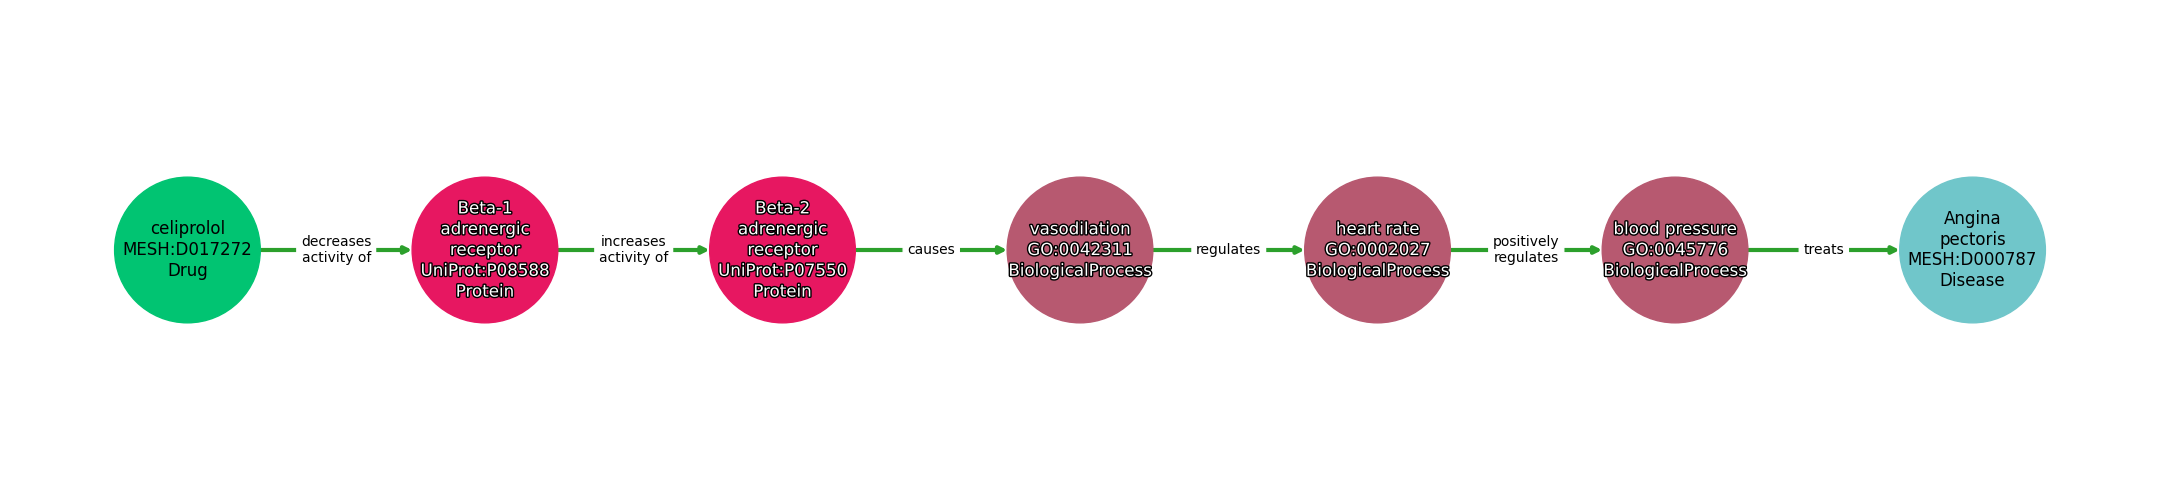 celiprolol
MESH:D017272
Drug
decreases
activity of
Beta-1
adrenergic
receptor
UniProt:P08588
Protein
increases
activity of
Beta-2
adrenergic
receptor
UniProt:P07550
Protein
causes
vasodilation
GO:0042311
BiologicalProcess
regulates
heart rate
GO:0002027
BiologicalProcess
positively
regulates
blood pressure
GO:0045776
BiologicalProcess
treats
Angina
pectoris
MESH:D000787
Disease